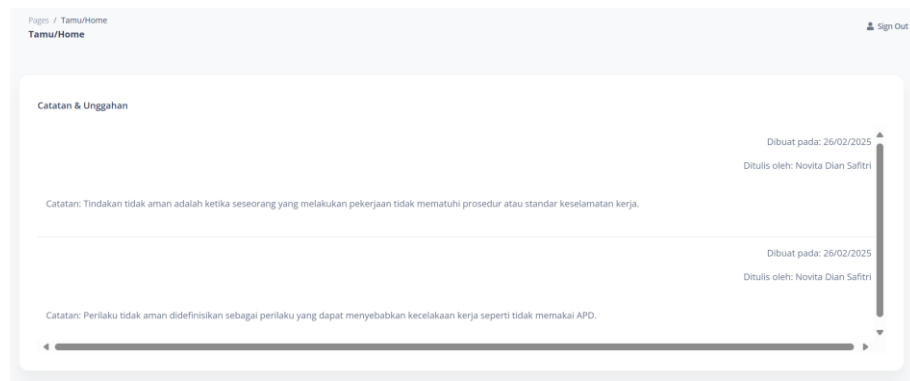 Pages / Tamu/Home
Tamu/Home
Sign Out
Catatan & Unggahan
Dibuat pada: 26/02/2025
Ditulis oleh: Novita Dian Safitri
Catatan: Tindakan tidak aman adalah ketika seseorang yang melakukan pekerjaan tidak mematuhi prosedur atau standar keselamatan kerja.
Dibuat pada: 26/02/2025
Ditulis oleh: Novita Dian Safitri
Catatan: Perilaku tidak aman didefinisikan sebagai perilaku yang dapat menyebabkan kecelakaan kerja seperti tidak memakai APD.